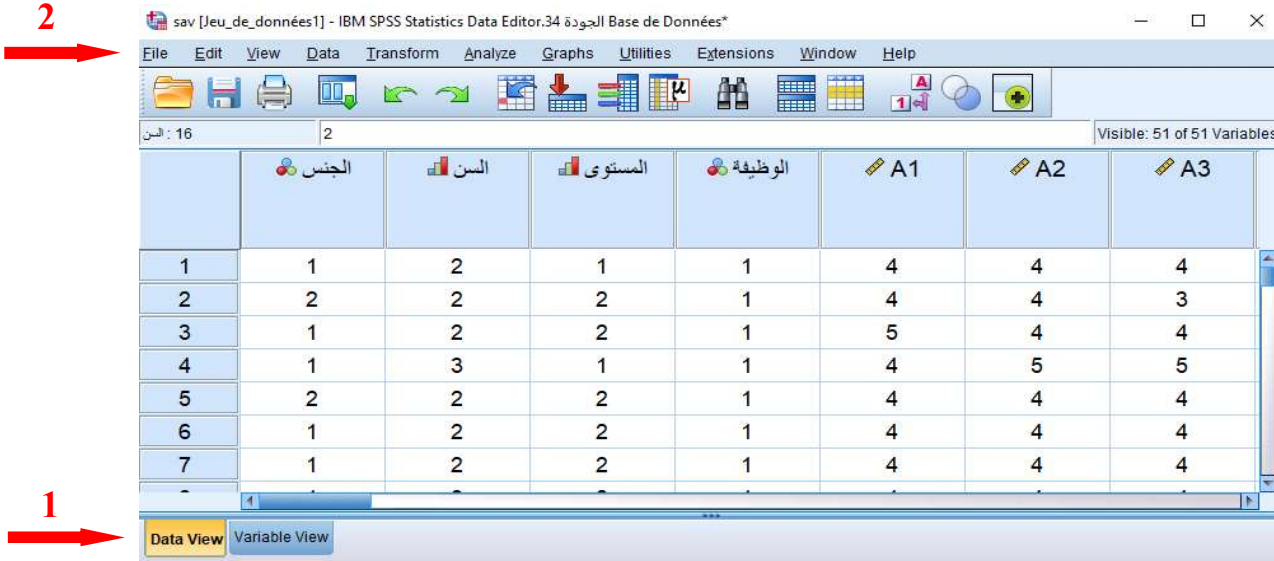 2
sav [Jeu_de_données1] - IBM SPSS Statistics Data Editor.34 الجودة Base de Données*
File Edit View Data Transform Analyze Graphs Utilities Extensions Window Help
16 : السن 2 Visible: 51 of 51 Variables
الجنس السن المستوى الوظيفة A1 A2 A3
1 1 2 1 1 4 4 4
2 2 2 2 1 4 4 3
3 1 2 2 1 5 4 4
4 1 3 1 1 4 5 5
5 2 2 2 1 4 4 4
6 1 2 2 1 4 4 4
7 1 2 2 1 4 4 4
1
Data View Variable View